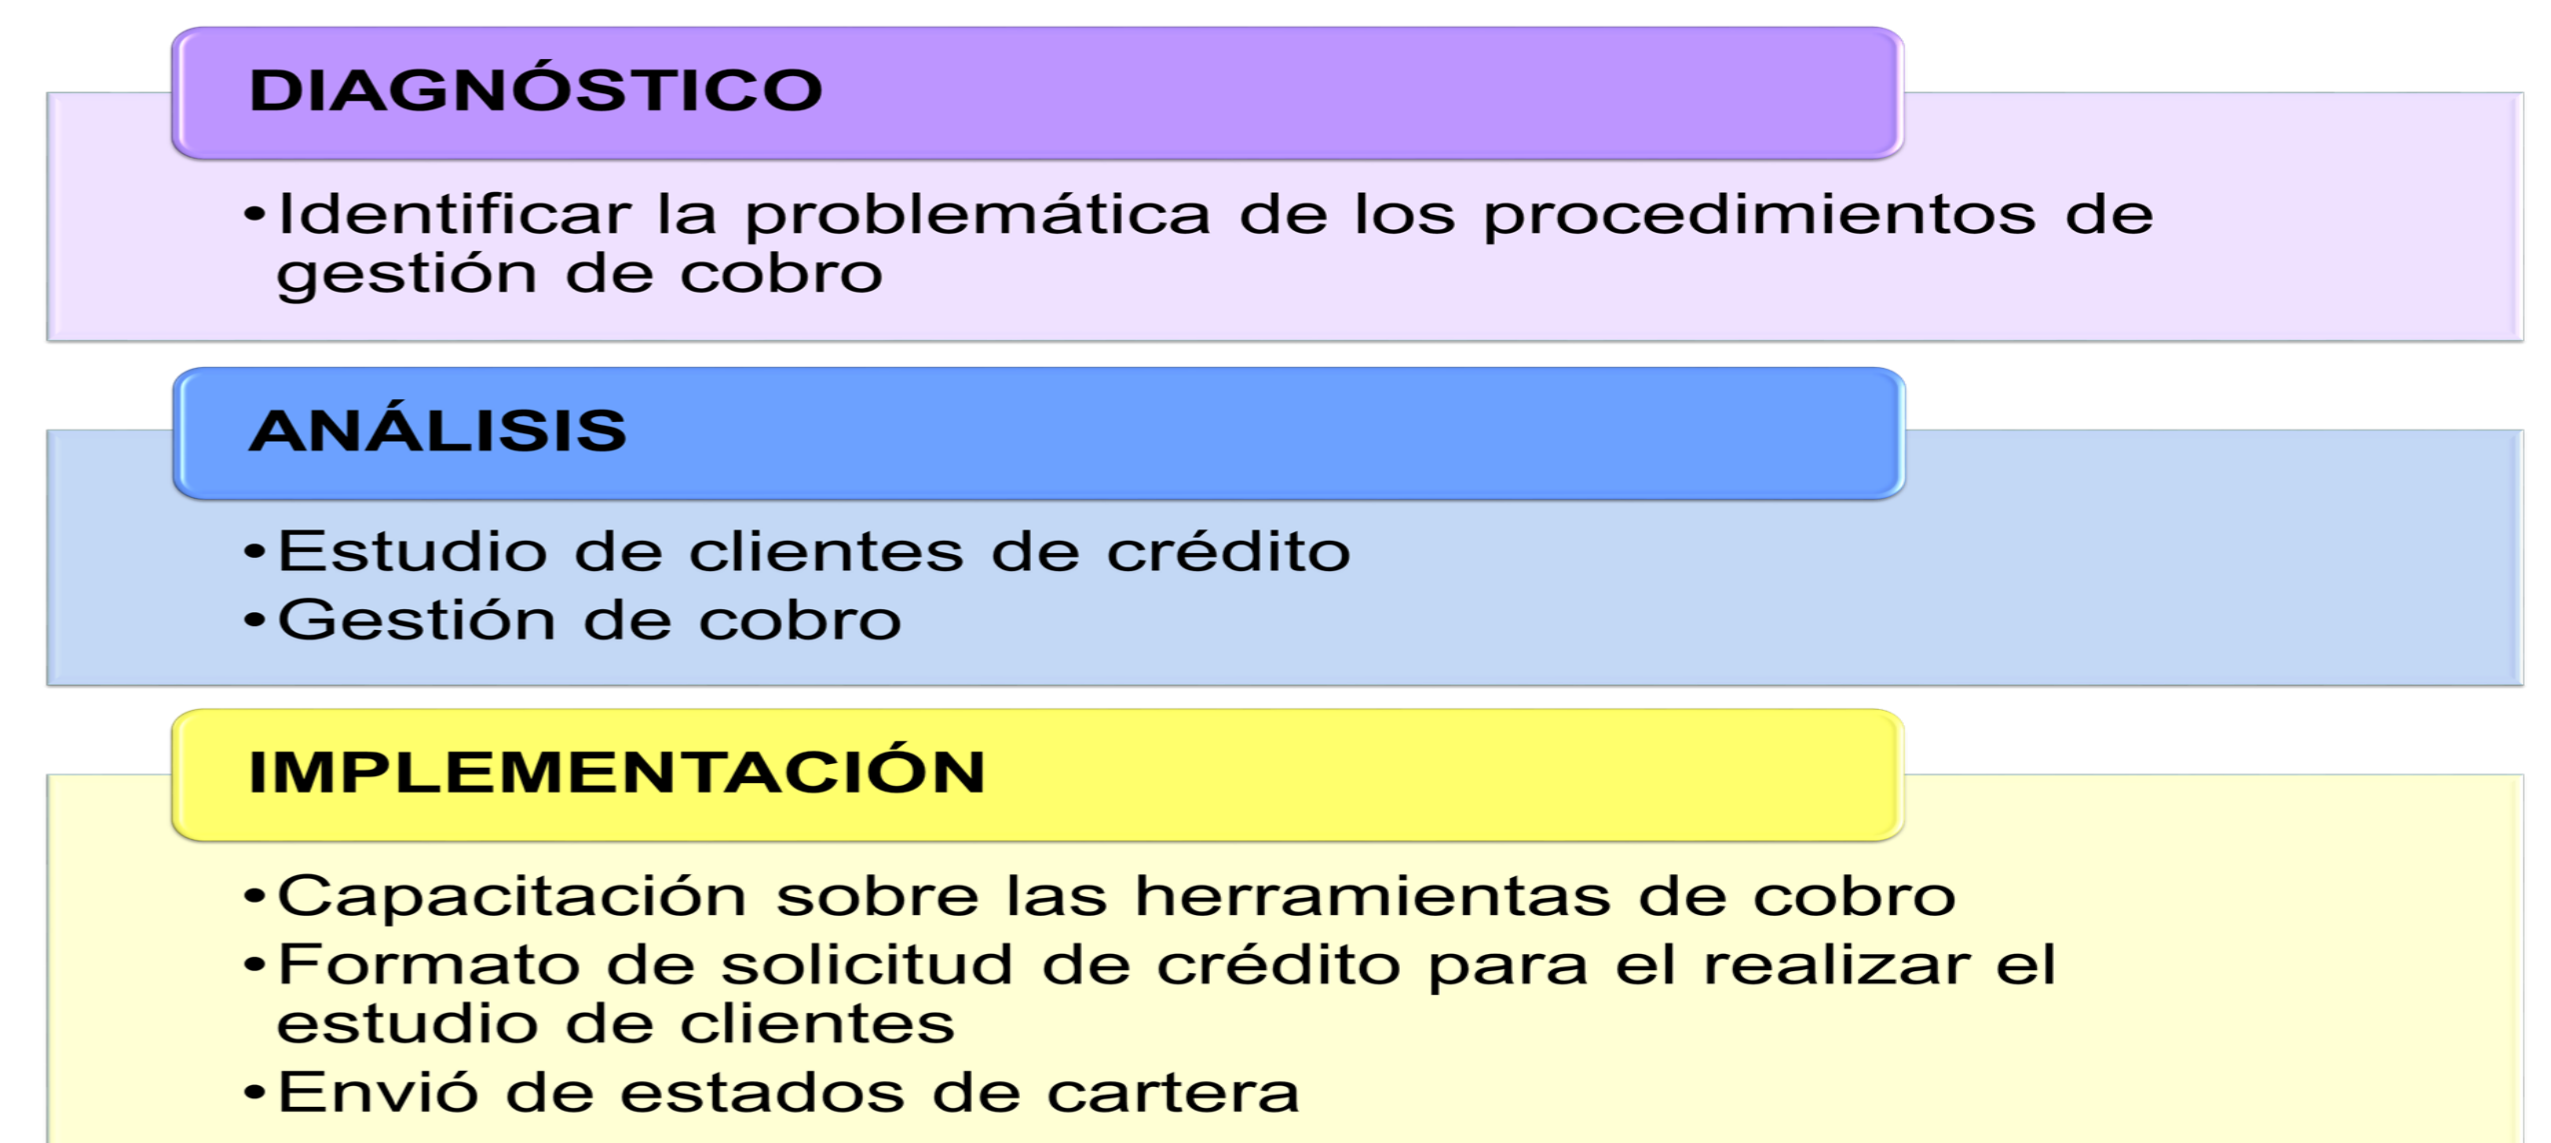 DIAGNÓSTICO
•Identificar la problemática de los procedimientos de
gestión de cobro
ANÁLISIS
•Estudio de clientes de crédito
•Gestión de cobro
IMPLEMENTACIÓN
•Capacitación sobre las herramientas de cobro
•Formato de solicitud de crédito para el realizar el
estudio de clientes
•Envió de estados de cartera